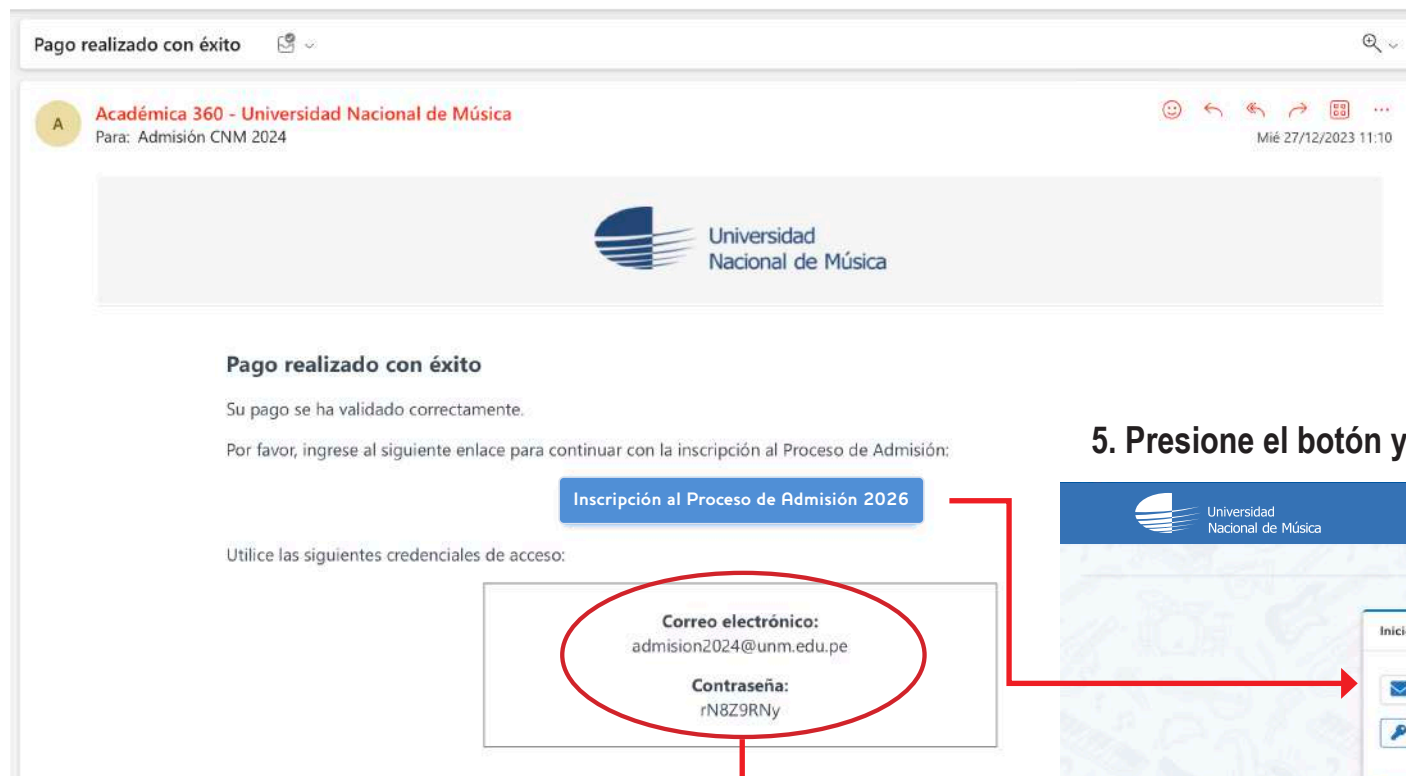 Pago realizado con éxito
A
Académica 360 - Universidad Nacional de Música
Para: Admisión CNM 2024
Mié 27/12/2023 11:10
Universidad
Nacional de Música
Pago realizado con éxito
Su pago se ha validado correctamente.
Por favor, ingrese al siguiente enlace para continuar con la inscripción al Proceso de Admisión:
Inscripción al Proceso de Admisión 2026
Utilice las siguientes credenciales de acceso:
Correo electrónico:
admision2024@unm.edu.pe
Contraseña:
rN8Z9RNy
5. Presione el botón y
Universidad
Nacional de Música
Inici